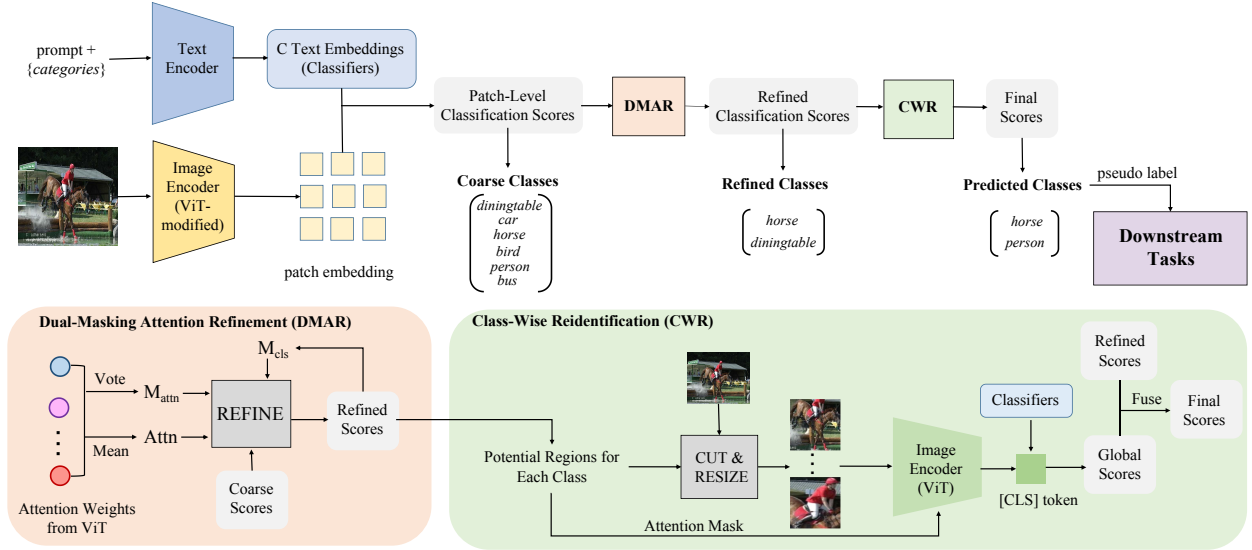 prompt +
{categories}
Text
Encoder
C Text Embeddings
(Classifiers)
Image
Encoder
(ViT-
modified)
patch embedding
Patch-Level
Classification Scores
DMAR
Refined
Classification Scores
CWR
Final
Scores
Coarse Classes
diningtable
car
horse
bird
person
bus
Refined Classes
horse
diningtable
Predicted Classes
horse
person
pseudo label
Downstream
Tasks
Dual-Masking Attention Refinement (DMAR)
Vote
Mean
M_attn
Attn
M_cls
REFINE
Refined
Scores
Coarse
Scores
Attention Weights
from ViT
Class-Wise Reidentification (CWR)
Potential Regions for
Each Class
CUT &
RESIZE
Attention Mask
Image
Encoder
(ViT)
Classifiers
[CLS] token
Refined
Scores
Global
Scores
Fuse
Final
Scores